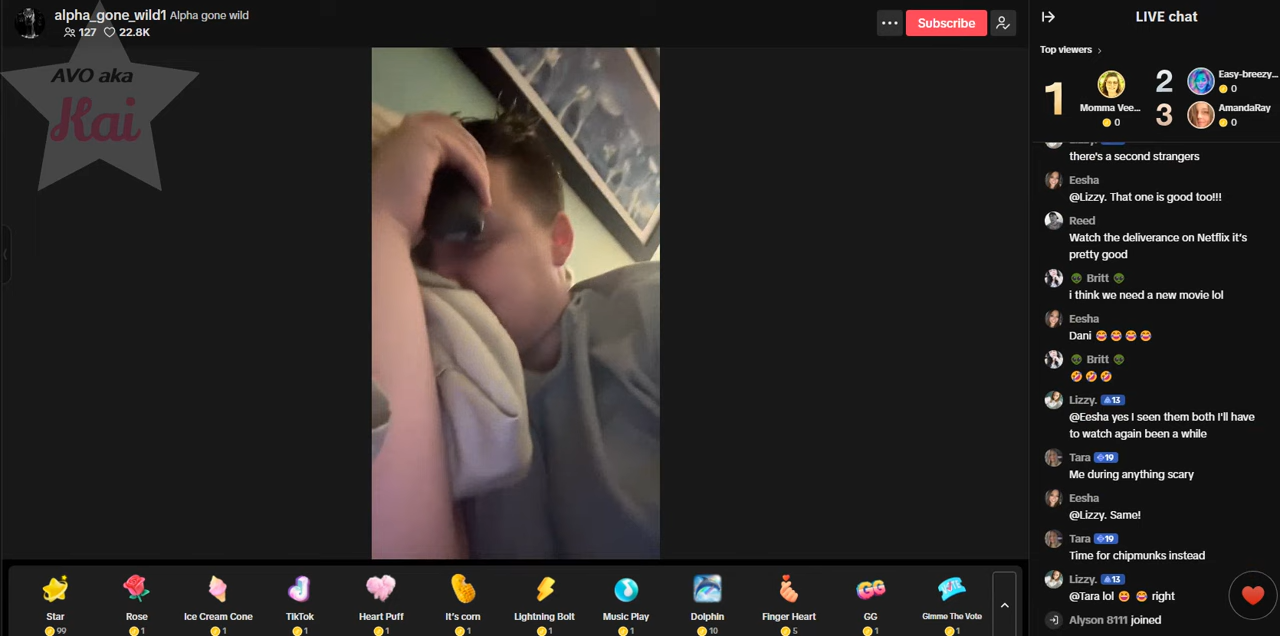 alpha_gone_wild1 Alpha gone wild
127 22.8K
Subscribe
AVO aka
Kai
LIVE chat
Top viewers
1
Momma Vee...
0
2
Easy-breezy...
0
3
AmandaRay
0
there's a second strangers
Eesha
@Lizzy. That one is good too!!!
Reed
Watch the deliverance on Netflix it's
pretty good
Britt
i think we need a new movie lol
Eesha
Dani
Britt
Lizzy. 13
@Eesha yes I seen them both I'll have
to watch again been a while
Tara 19
Me during anything scary
Eesha
@Lizzy. Same!
Tara 19
Time for chipmunks instead
Lizzy. 13
@Tara lol right
Alyson 8111 joined
Star Rose Ice Cream Cone TikTok Heart Puff It's corn Lightning Bolt Music Play Dolphin Finger Heart GG Gimme The Vote
99 1 1 1 1 1 1 1 10 5 1 1